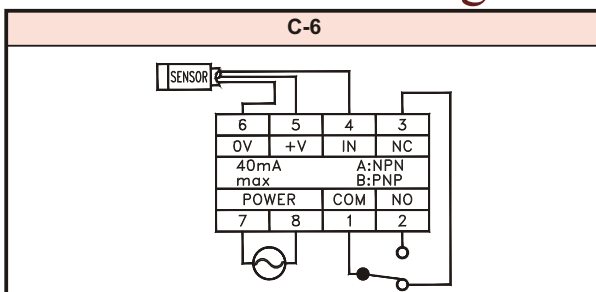 C-6
SENSOR
6 5 4 3
0V +V IN NC
40mA A:NPN
max B:PNP
POWER COM NO
7 8 1 2